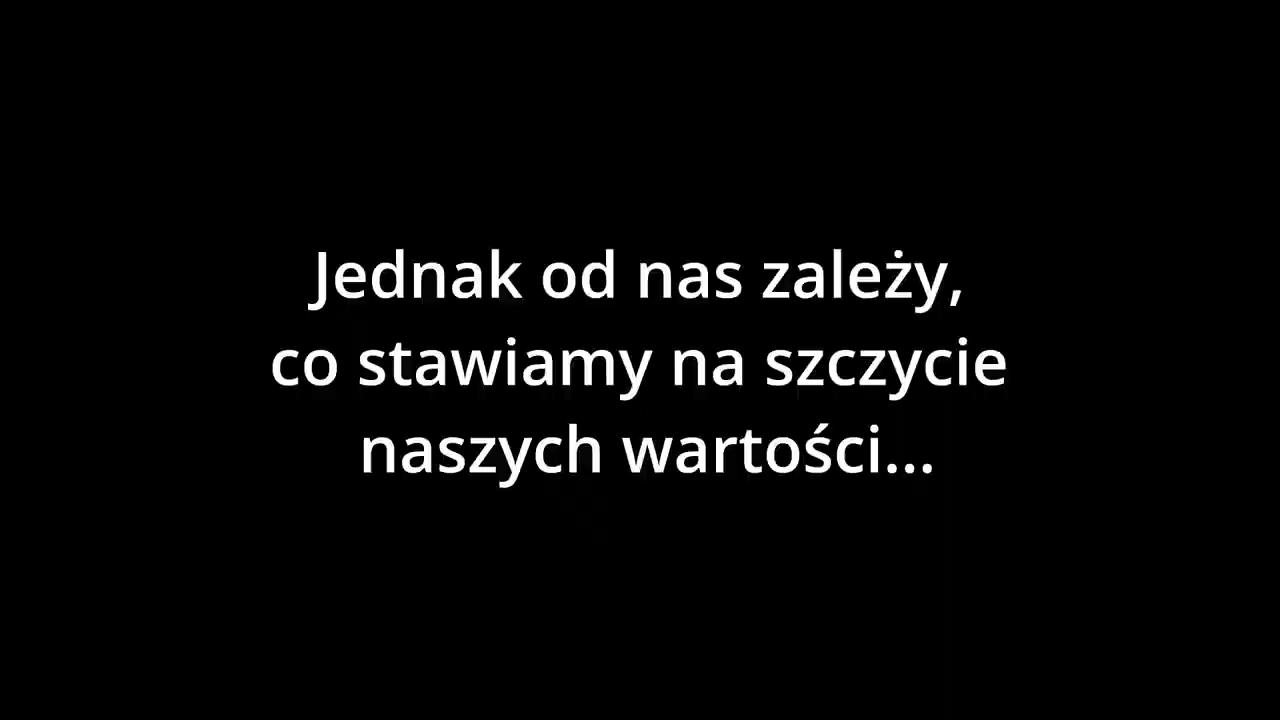 Jednak od nas zależy,
co stawiamy na szczycie
naszych wartości...